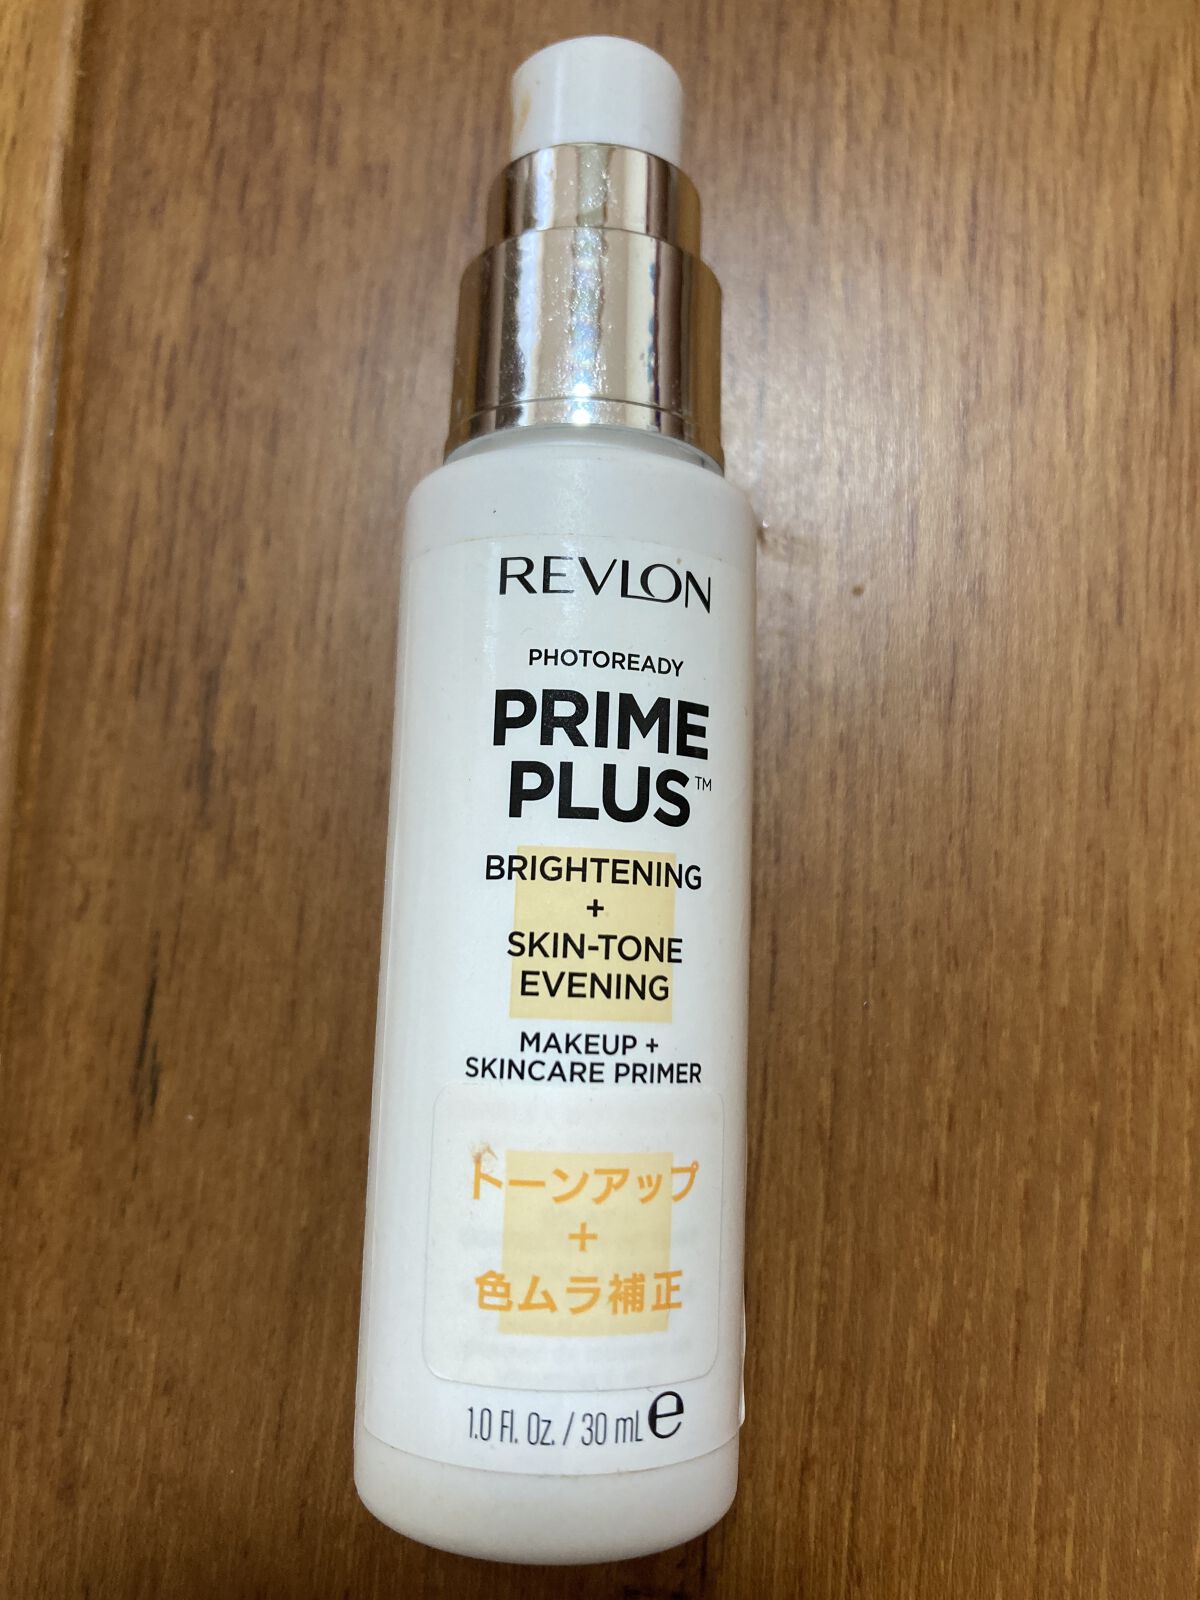 REVLON
PHOTOREADY
PRIME
PLUS™
BRIGHTENING
+
SKIN-TONE
EVENING
MAKEUP +
SKINCARE PRIMER
トーンアップ
+
色ムラ補正
1.0 Fl. Oz. / 30 mL ℮